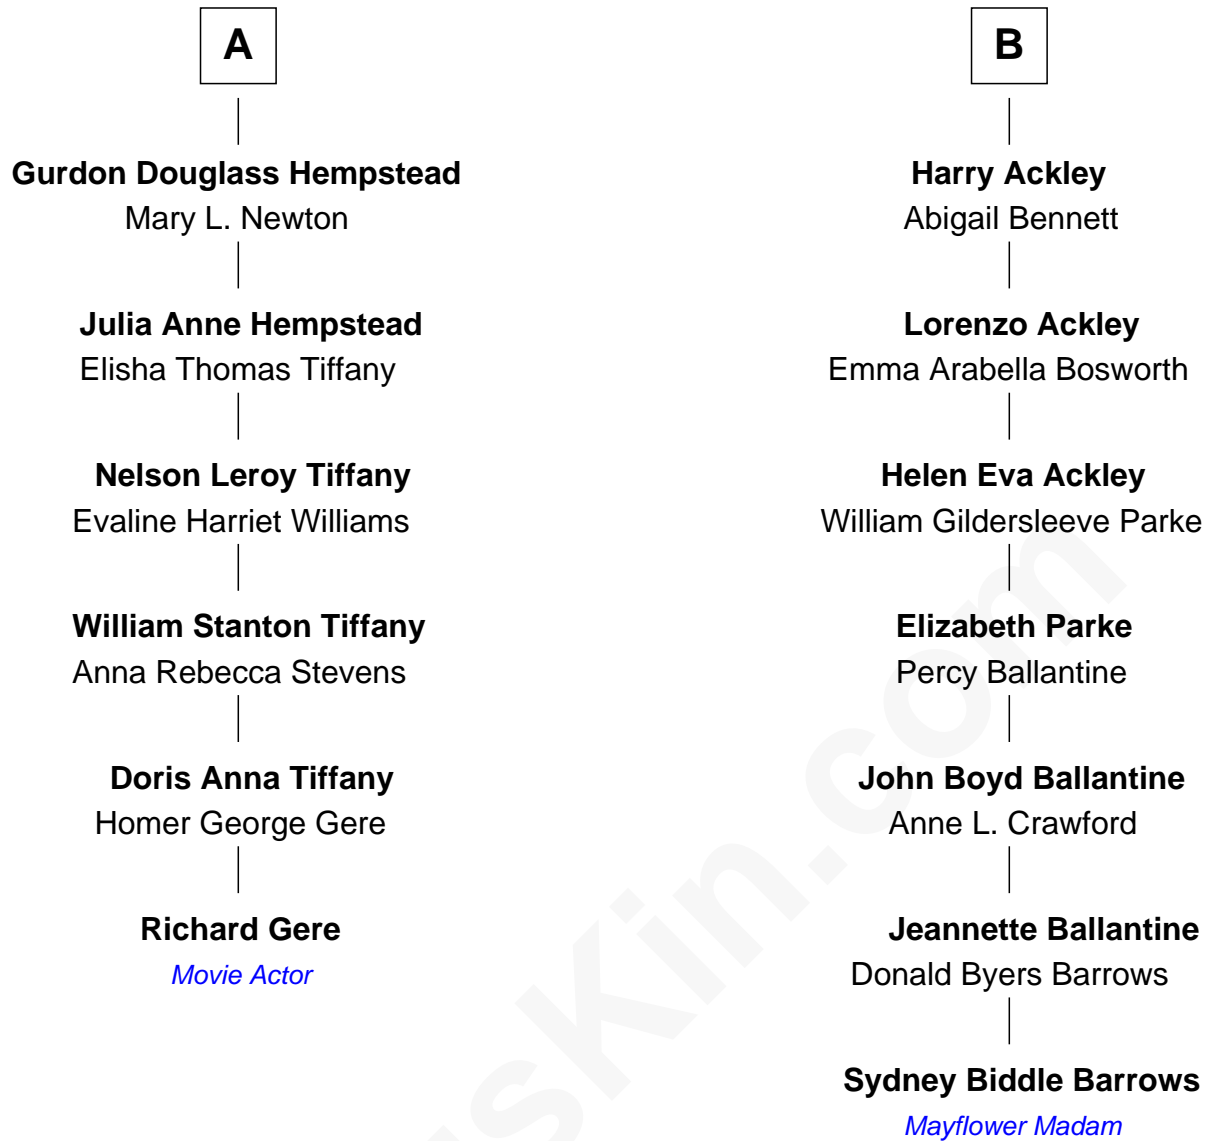 A
Gurdon Douglass Hempstead
Mary L. Newton
Julia Anne Hempstead
Elisha Thomas Tiffany
Nelson Leroy Tiffany
Evaline Harriet Williams
William Stanton Tiffany
Anna Rebecca Stevens
Doris Anna Tiffany
Homer George Gere
Richard Gere
Movie Actor
B
Harry Ackley
Abigail Bennett
Lorenzo Ackley
Emma Arabella Bosworth
Helen Eva Ackley
William Gildersleeve Parke
Elizabeth Parke
Percy Ballantine
John Boyd Ballantine
Anne L. Crawford
Jeannette Ballantine
Donald Byers Barrows
Sydney Biddle Barrows
Mayflower Madam